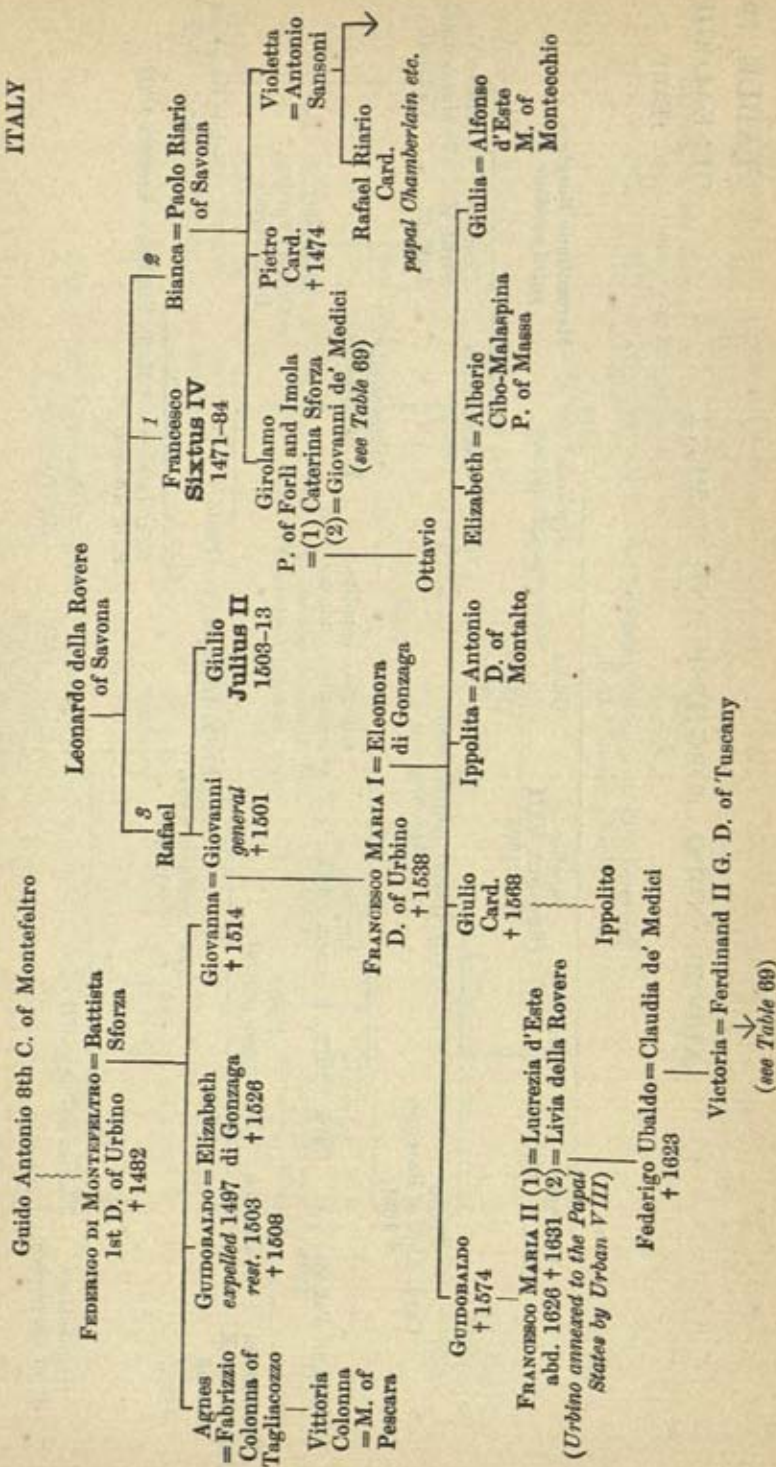 ITALY
Guido Antonio 8th C. of Montefeltro
FEDERIGO DI MONTEFELTRO = Battista
1st D. of Urbino Sforza
† 1482
Leonardo della Rovere
of Savona
3
Rafael
1
Francesco
Sixtus IV
1471–84
2
Bianca = Paolo Riario
of Savona
Agnes
= Fabrizzio
Colonna of
Tagliacozzo
GUIDOBALDO = Elizabeth
expelled 1497 di Gonzaga
rest. 1503 † 1526
† 1508
Giovanna = Giovanni
† 1514 general
† 1501
Giulio
Julius II
1503–13
Girolamo
P. of Forli and Imola
= (1) Caterina Sforza
(2) = Giovanni de' Medici
(see Table 69)
Pietro
Card.
† 1474
Violetta
= Antonio
Sansoni
Vittoria
Colonna
= M. of
Pescara
FRANCESCO MARIA I = Eleonora
D. of Urbino di Gonzaga
† 1538
Ottavio
Rafael Riario
Card.
papal Chamberlain etc.
GUIDOBALDO
† 1574
Giulio
Card.
† 1568
Ippolita = Antonio
D. of
Montalto
Elizabeth = Alberic
Cibo-Malaspina
P. of Massa
Giulia = Alfonso
d'Este
M. of
Montecchio
FRANCESCO MARIA II (1) = Lucrezia d'Este
abd. 1626 † 1631 (2) = Livia della Rovere
(Urbino annexed to the Papal
States by Urban VIII)
Ippolito
Federigo Ubaldo = Claudia de' Medici
† 1623
Victoria = Ferdinand II G. D. of Tuscany
(see Table 69)